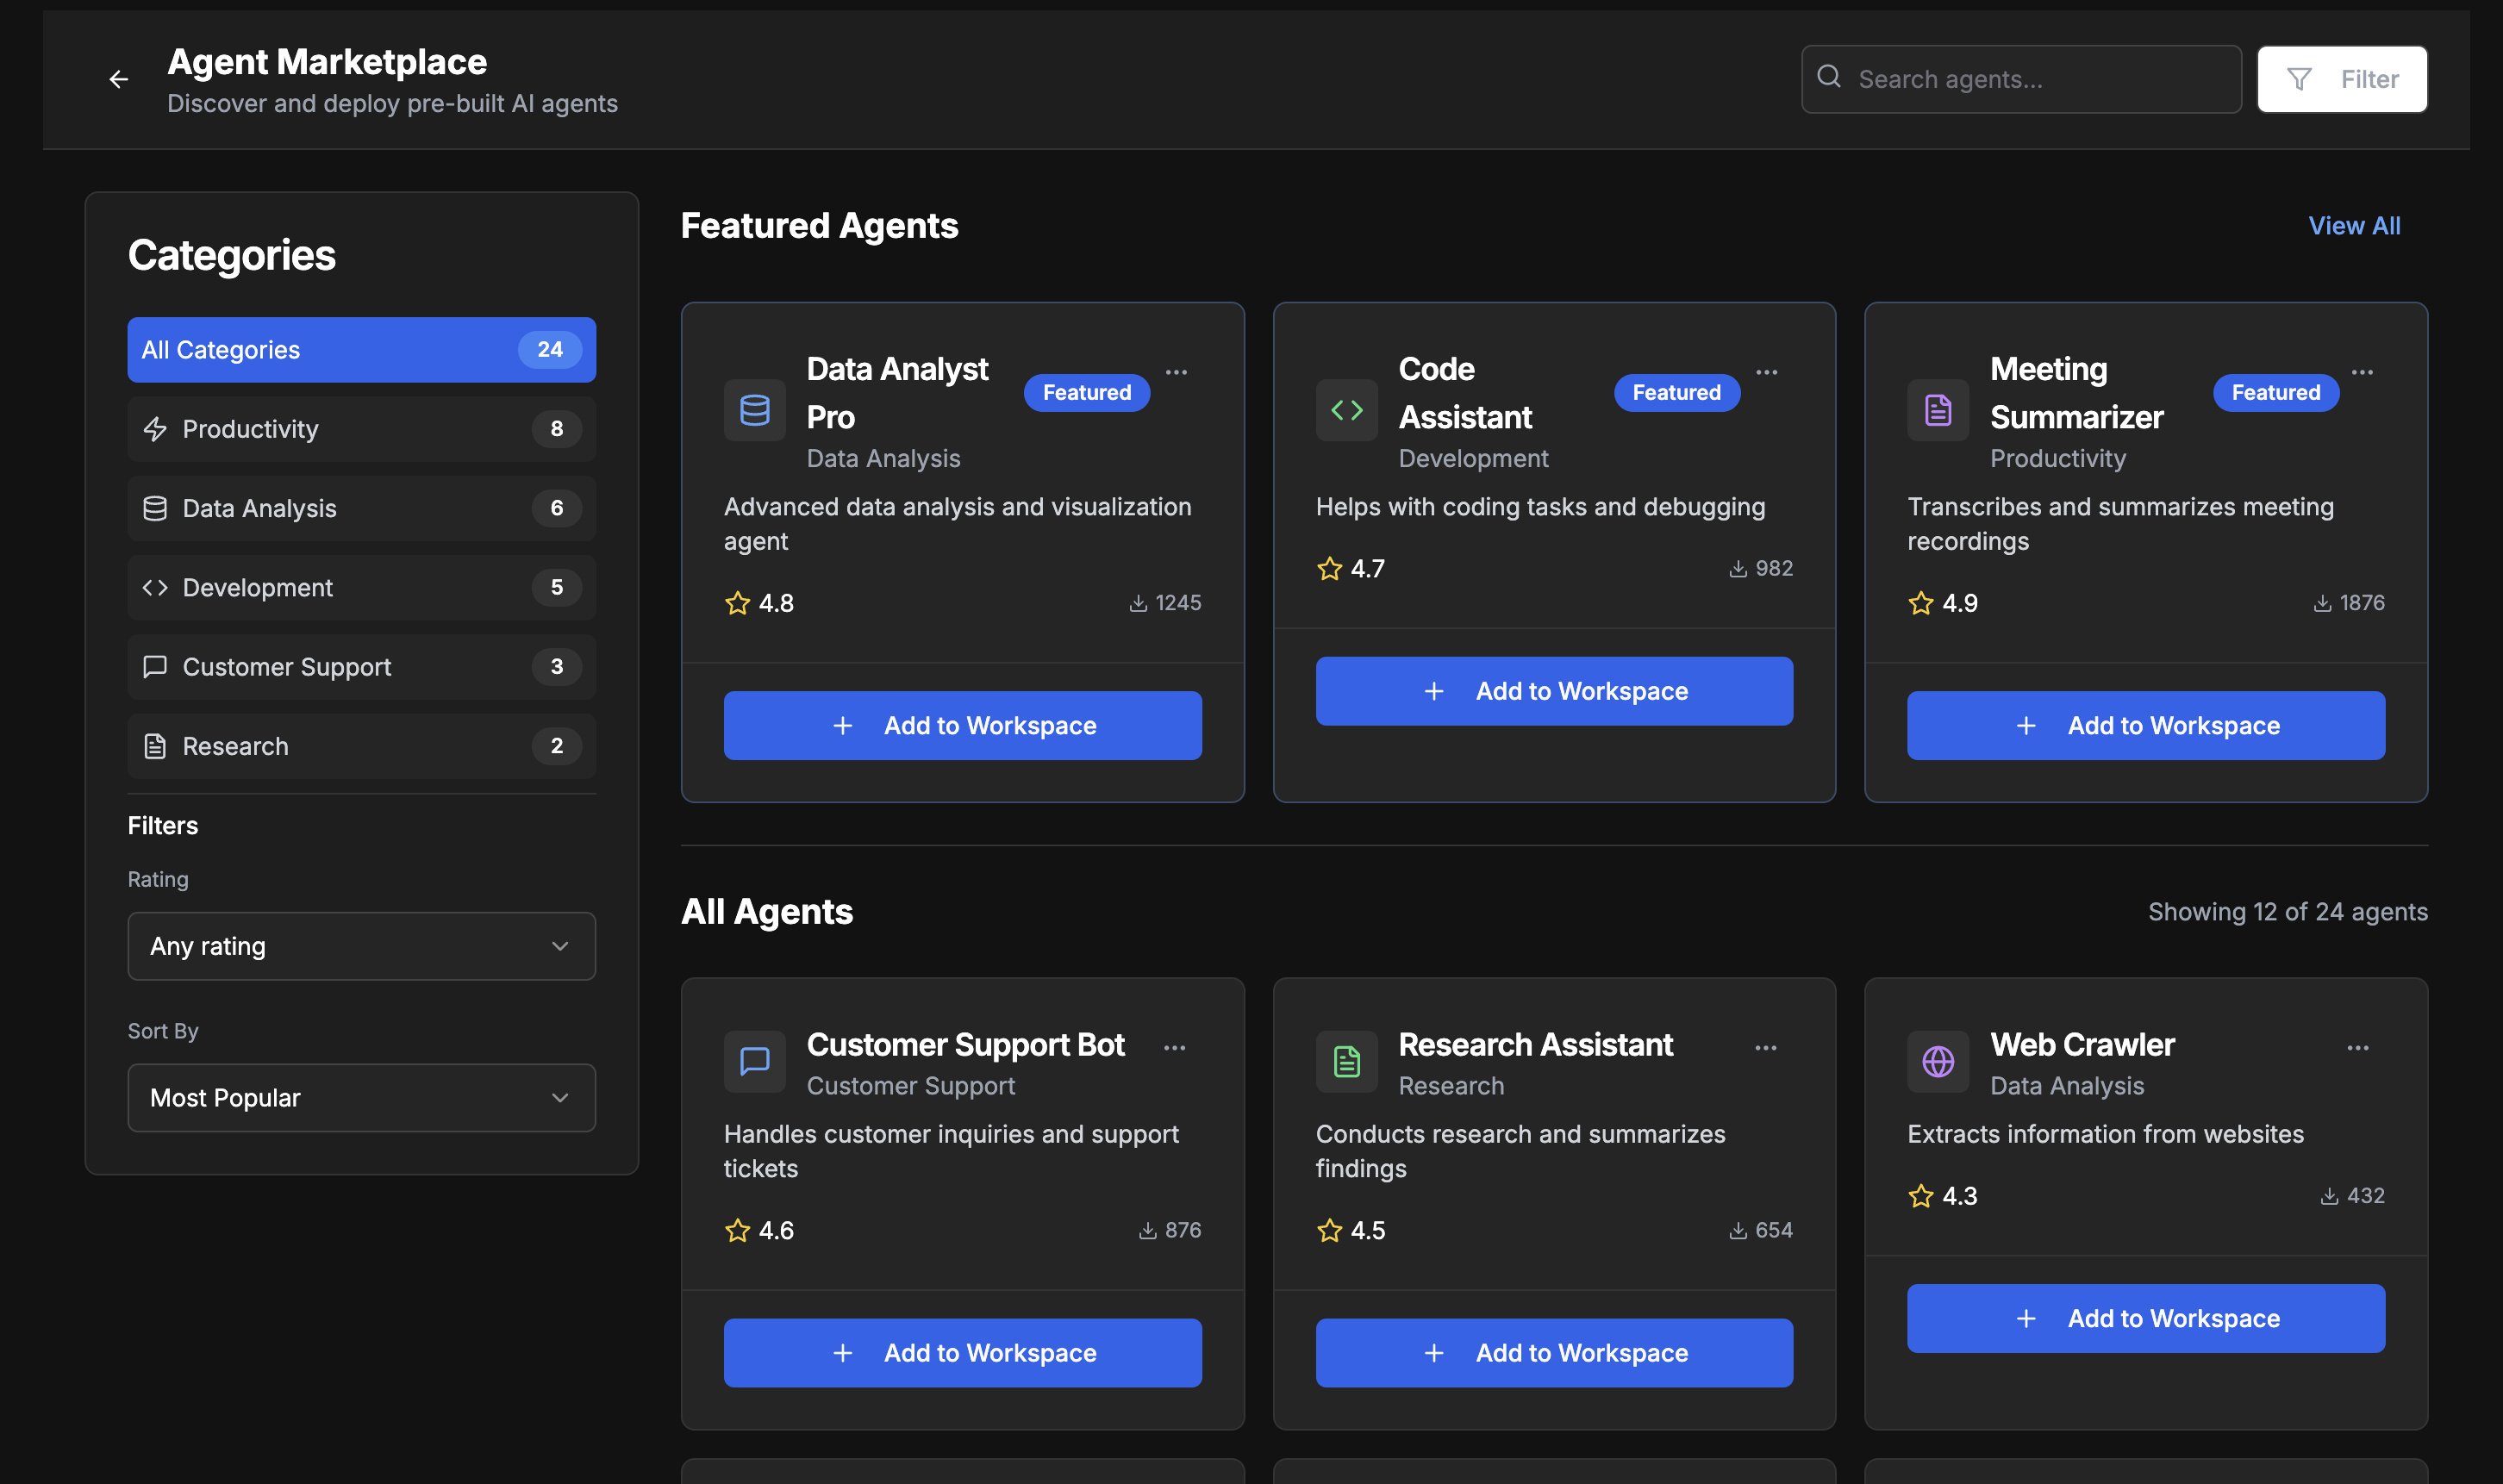 Agent Marketplace
Discover and deploy pre-built AI agents
Search agents...
Filter
Categories
All Categories 24
Productivity 8
Data Analysis 6
Development 5
Customer Support 3
Research 2
Filters
Rating
Any rating
Sort By
Most Popular
Featured Agents
View All
Data Analyst
Pro
Featured
Data Analysis
Advanced data analysis and visualization
agent
4.8 1245
Add to Workspace
Code
Assistant
Featured
Development
Helps with coding tasks and debugging
4.7 982
Add to Workspace
Meeting
Summarizer
Featured
Productivity
Transcribes and summarizes meeting
recordings
4.9 1876
Add to Workspace
All Agents
Showing 12 of 24 agents
Customer Support Bot
Customer Support
Handles customer inquiries and support
tickets
4.6 876
Add to Workspace
Research Assistant
Research
Conducts research and summarizes
findings
4.5 654
Add to Workspace
Web Crawler
Data Analysis
Extracts information from websites
4.3 432
Add to Workspace